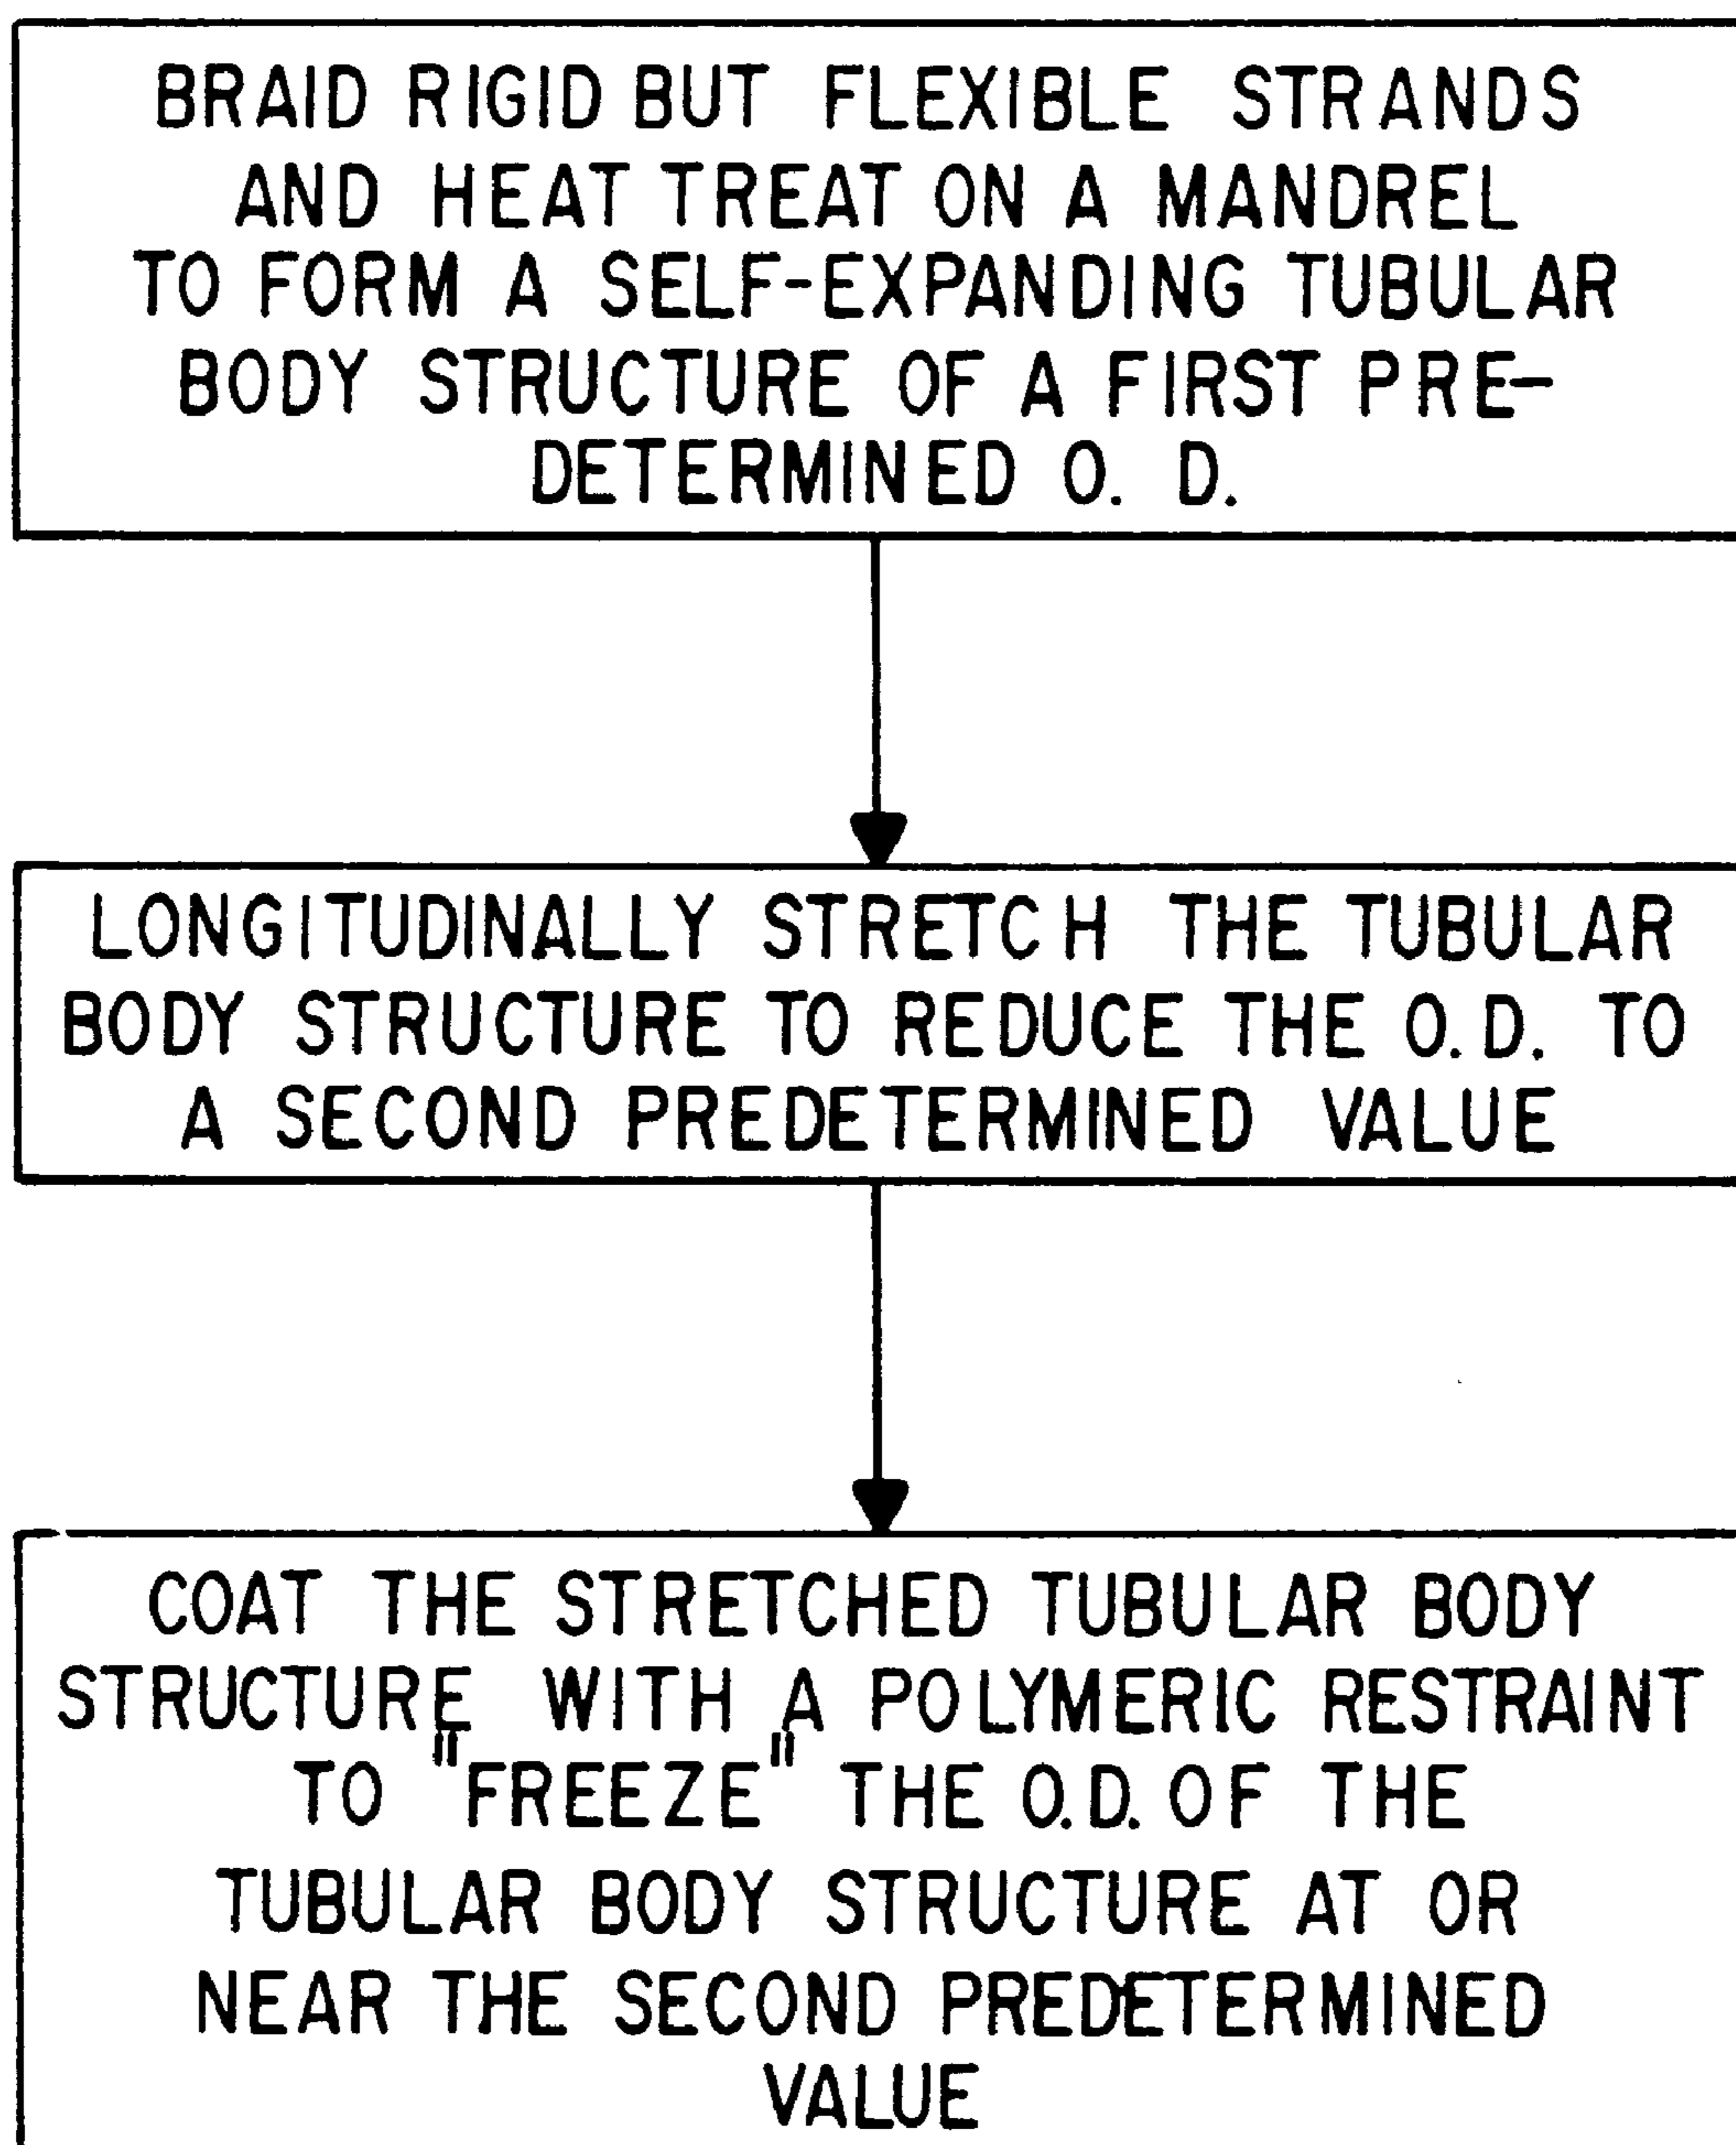 BRAID RIGID BUT FLEXIBLE STRANDS
AND HEAT TREAT ON A MANDREL
TO FORM A SELF-EXPANDING TUBULAR
BODY STRUCTURE OF A FIRST PRE-
DETERMINED O. D.
LONGITUDINALLY STRETCH THE TUBULAR
BODY STRUCTURE TO REDUCE THE O.D. TO
A SECOND PREDETERMINED VALUE
COAT THE STRETCHED TUBULAR BODY
STRUCTURE WITH A POLYMERIC RESTRAINT
TO "FREEZE" THE O.D. OF THE
TUBULAR BODY STRUCTURE AT OR
NEAR THE SECOND PREDETERMINED
VALUE